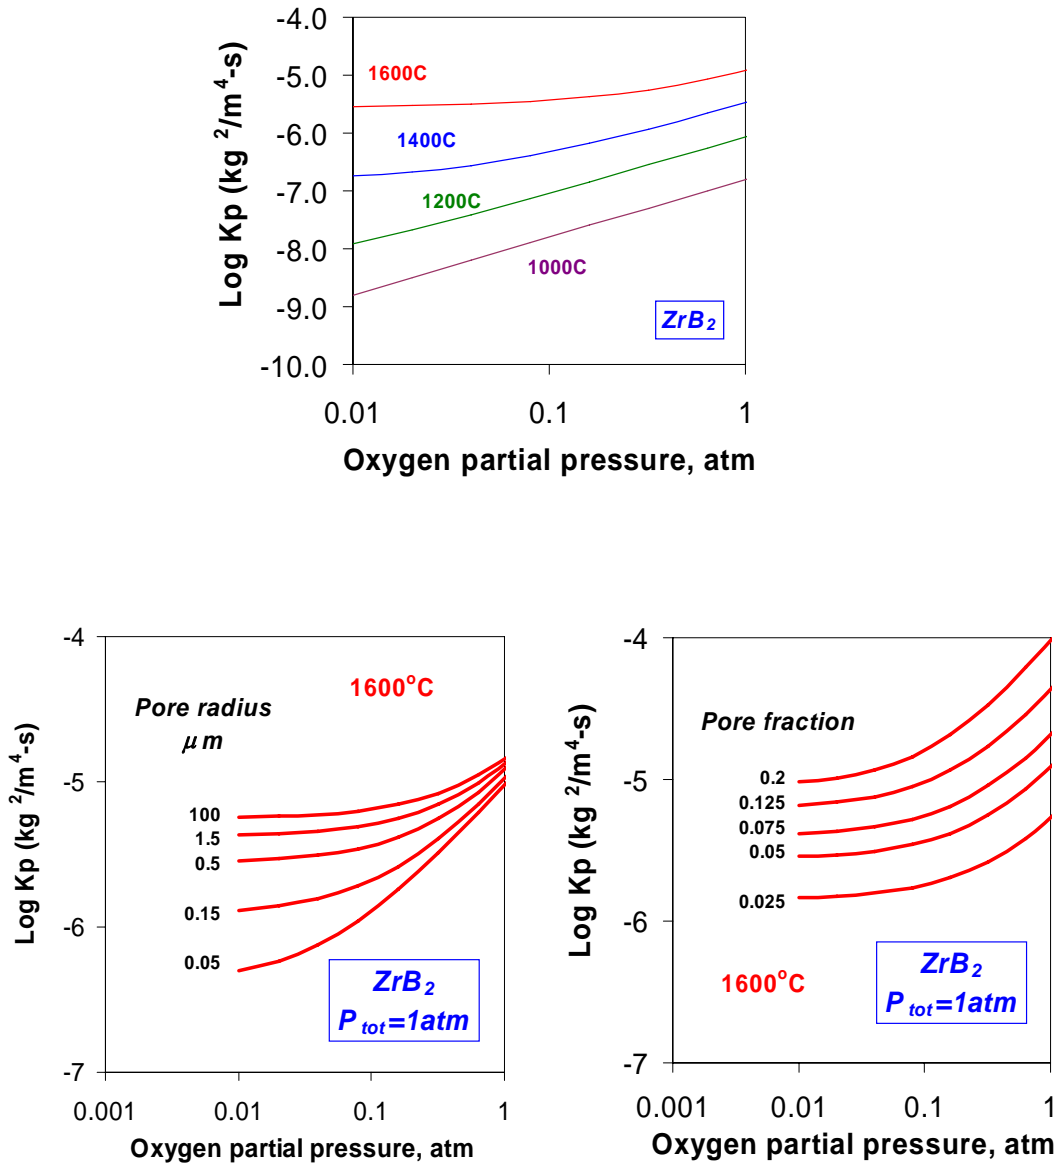 Log Kp (kg ²/m⁴-s)
-4.0
-5.0
-6.0
-7.0
-8.0
-9.0
-10.0
1600C
1400C
1200C
1000C
ZrB₂
0.01 0.1 1
Oxygen partial pressure, atm
Log Kp (kg ²/m⁴-s)
-4
-5
-6
-7
1600°C
Pore radius
μm
100
1.5
0.5
0.15
0.05
ZrB₂
P tot=1atm
0.001 0.01 0.1 1
Oxygen partial pressure, atm
Log Kp (kg ²/m⁴-s)
-4
-5
-6
-7
Pore fraction
0.2
0.125
0.075
0.05
0.025
1600°C
ZrB₂
P tot=1atm
0.001 0.01 0.1 1
Oxygen partial pressure, atm